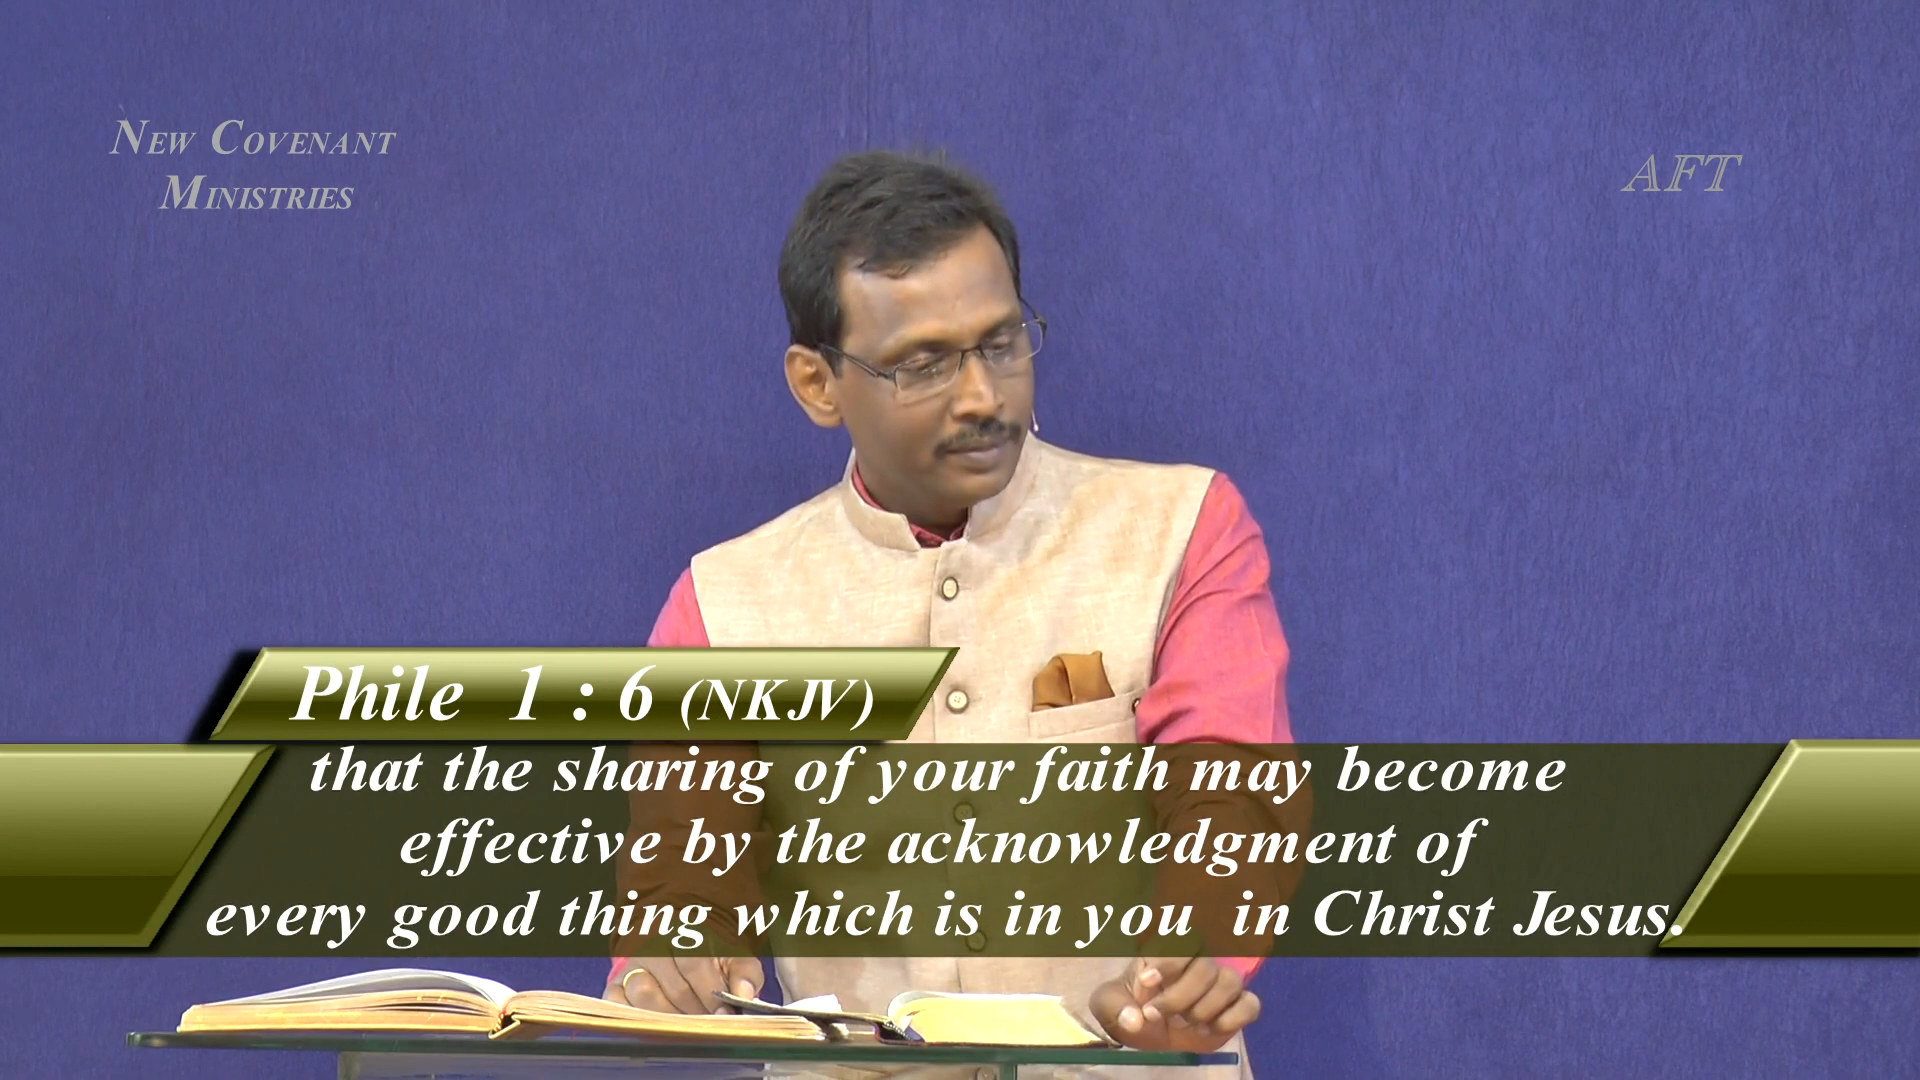 New Covenant
Ministries
AFT
Phile 1 : 6 (NKJV)
that the sharing of your faith may become
effective by the acknowledgment of
every good thing which is in you in Christ Jesus.